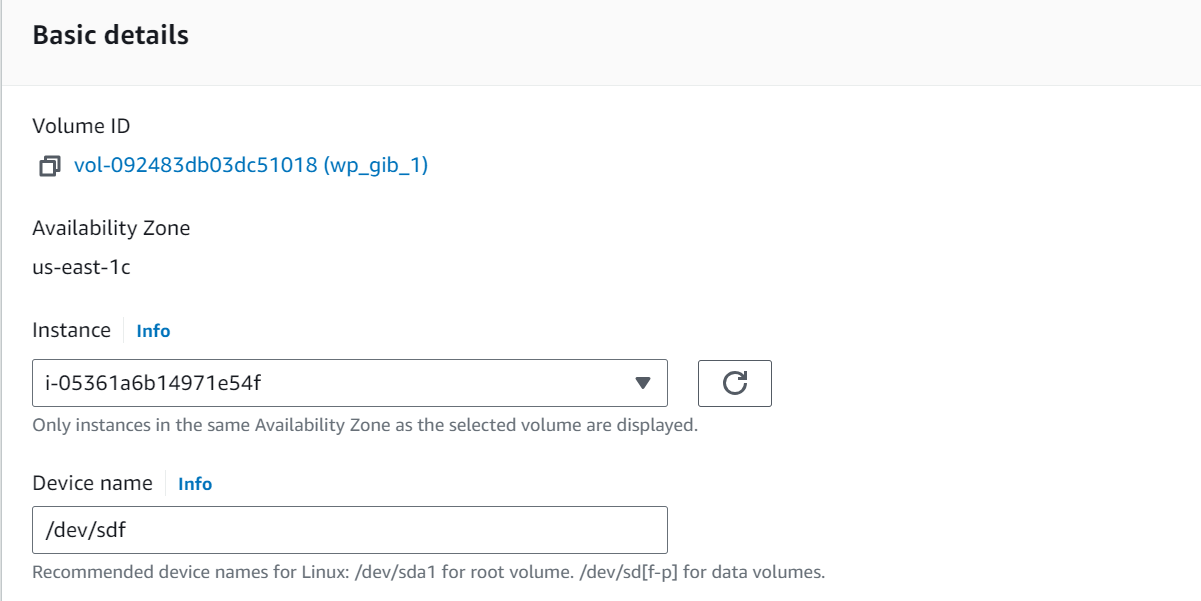 Basic details
Volume ID
vol-092483db03dc51018 (wp_gib_1)
Availability Zone
us-east-1c
Instance Info
i-05361a6b14971e54f
Only instances in the same Availability Zone as the selected volume are displayed.
Device name Info
/dev/sdf
Recommended device names for Linux: /dev/sda1 for root volume. /dev/sd[f-p] for data volumes.